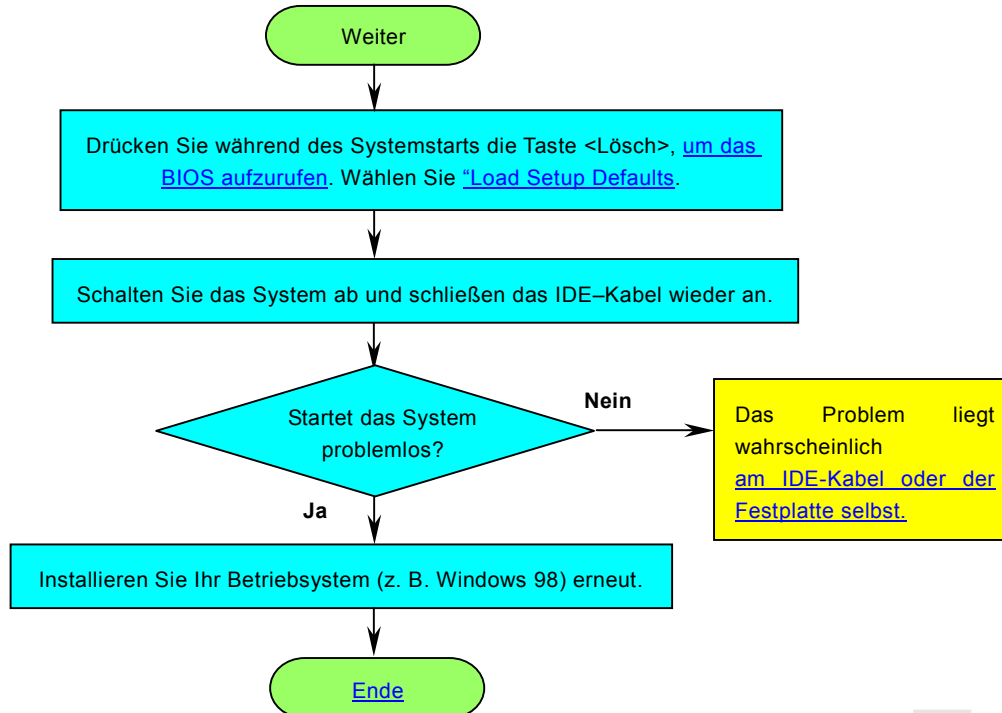 Weiter
Drücken Sie während des Systemstarts die Taste <Lösch>, um das
BIOS aufzurufen. Wählen Sie “Load Setup Defaults.
Schalten Sie das System ab und schließen das IDE–Kabel wieder an.
Startet das System
problemlos?
Nein
Das Problem liegt
wahrscheinlich
am IDE-Kabel oder der
Festplatte selbst.
Ja
Installieren Sie Ihr Betriebsystem (z. B. Windows 98) erneut.
Ende